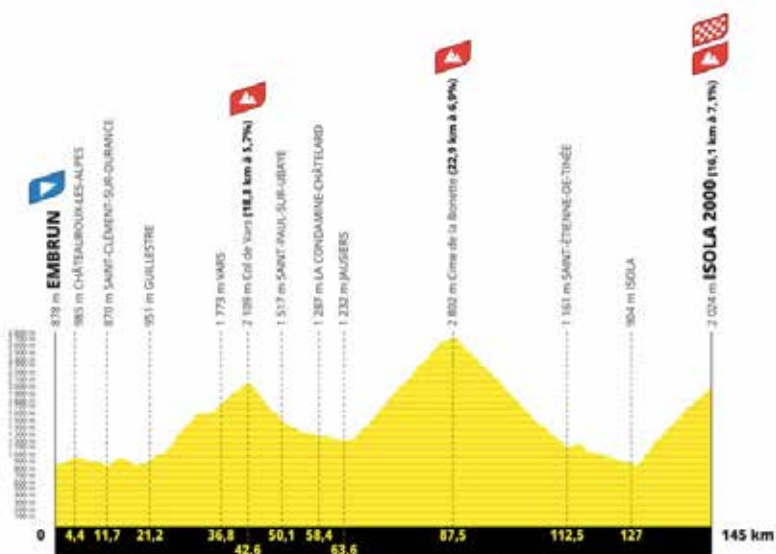 878 m EMBRUN
985 m CHÂTEAUROUX-LES-ALPES
870 m SAINT-CLÉMENT-SUR-DURANCE
951 m GUILLESTRE
1 773 m VARS
2 109 m Col de Vars (18,8 km à 5,7%)
1 517 m SAINT-PAUL-SUR-UBAYE
1 287 m LA CONDAMINE-CHÂTELARD
1 232 m JAUSIERS
2 802 m Cime de la Bonette (22,9 km à 6,9%)
1 161 m SAINT-ÉTIENNE-DE-TINÉE
904 m ISOLA
2 024 m ISOLA 2000 (16,1 km à 7,1%)
0 4,4 11,7 21,2 36,8 50,1 58,4 87,5 112,5 127 145 km
42,6 63,6